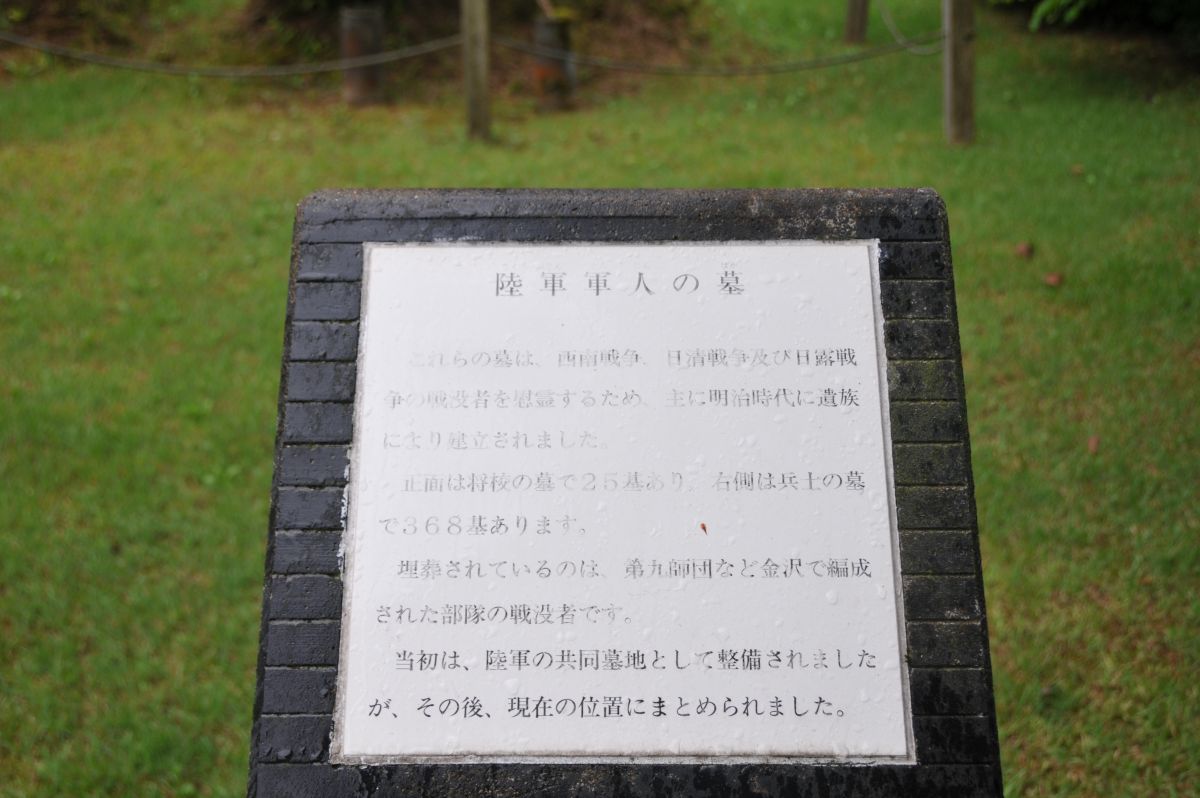 陸軍軍人の墓
これらの墓は、西南戦争、日清戦争及び日露戦
争の戦没者を慰霊するため、主に明治時代に遺族
により建立されました。
正面は将校の墓で２５基あり、右側は兵士の墓
で３６８基あります。
埋葬されているのは、第九師団など金沢で編成
された部隊の戦没者です。
当初は、陸軍の共同墓地として整備されました
が、その後、現在の位置にまとめられました。